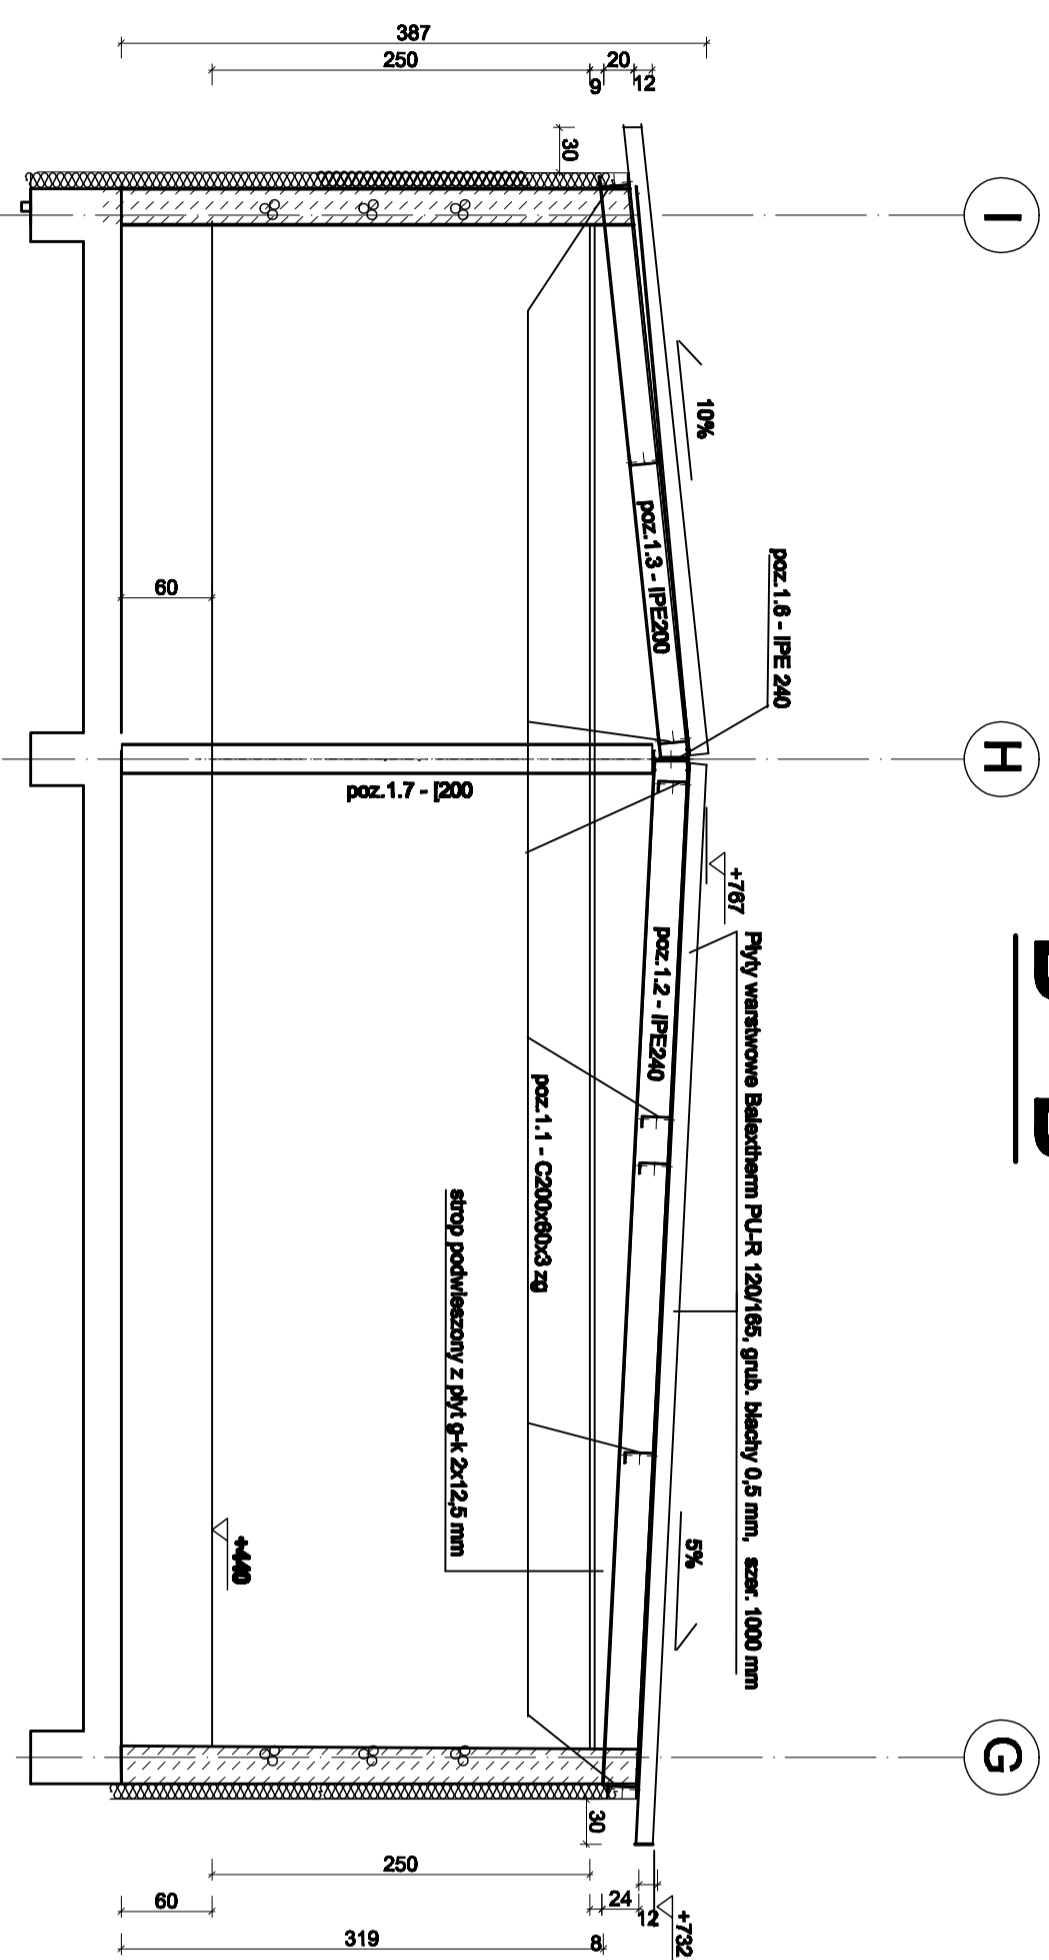 387
250
20
9
12
30
I
10%
poz.1.3 - IPE200
poz.1.6 - IPE 240
60
H
poz.1.7 - [200
+767
Płyty warstwowe Balextherm PU-R 120/165, grub. blachy 0,5 mm, szer. 1000 mm
poz.1.2 - IPE240
poz.1.1 - C200x60x3 zg
strop podwieszony z płyt g-k 2x12,5 mm
5%
+440
G
30
250
60
24
12
+732
319
8